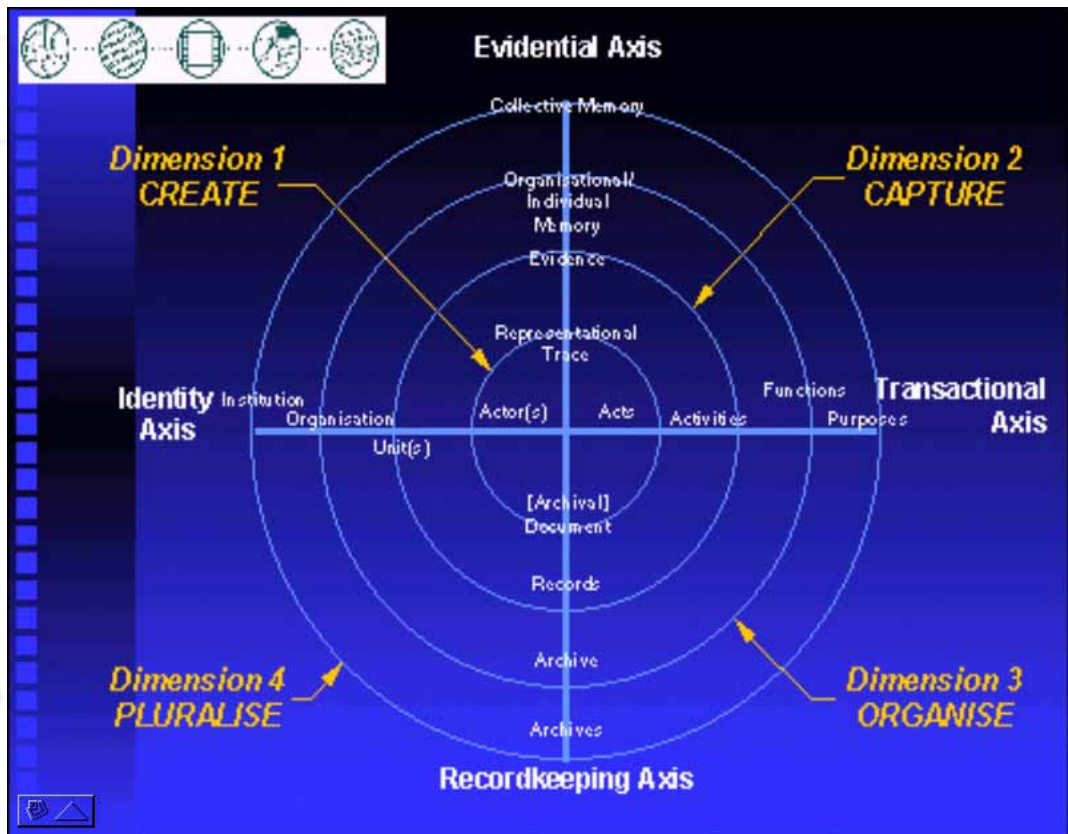 Evidential Axis
Collective Memory
Dimension 1
CREATE
Dimension 2
CAPTURE
Organisational/
Individual
Memory
Evidence
Representational
Trace
Identity
Axis
Institution
Organisation
Unit(s)
Actor(s)
Acts
Activities
Functions
Purposes
Transactional
Axis
[Archival]
Document
Records
Archive
Archives
Dimension 4
PLURALISE
Dimension 3
ORGANISE
Recordkeeping Axis